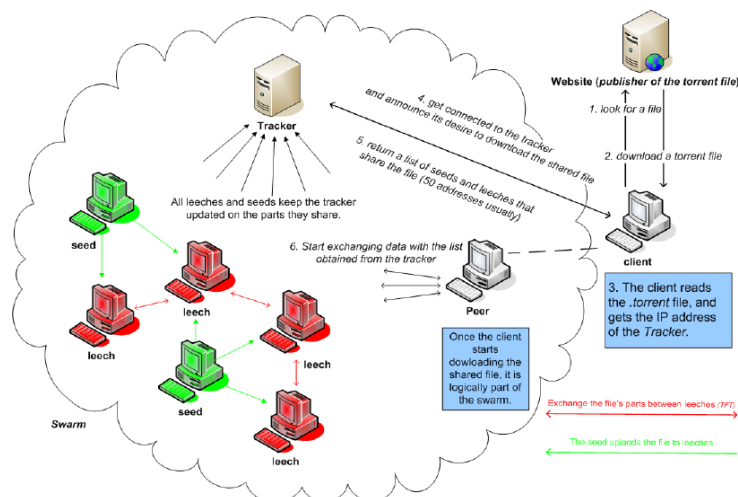 Website (publisher of the torrent file)
1. look for a file
2. download a torrent file
4. get connected to the tracker
and announce its desire to download the shared file
5. return a list of seeds and leeches that
share the file (50 addresses usually)
Tracker
All leeches and seeds keep the tracker
updated on the parts they share.
seed
client
6. Start exchanging data with the list
obtained from the tracker
3. The client reads
the .torrent file, and
gets the IP address
of the Tracker.
leech
leech
Peer
Once the client
starts
dowloading the
shared file, it is
logically part of
the swarm.
leech
seed
Exchange the file's parts between leeches (TFT)
Swarm
The seed uplaods the file to leeches
leech